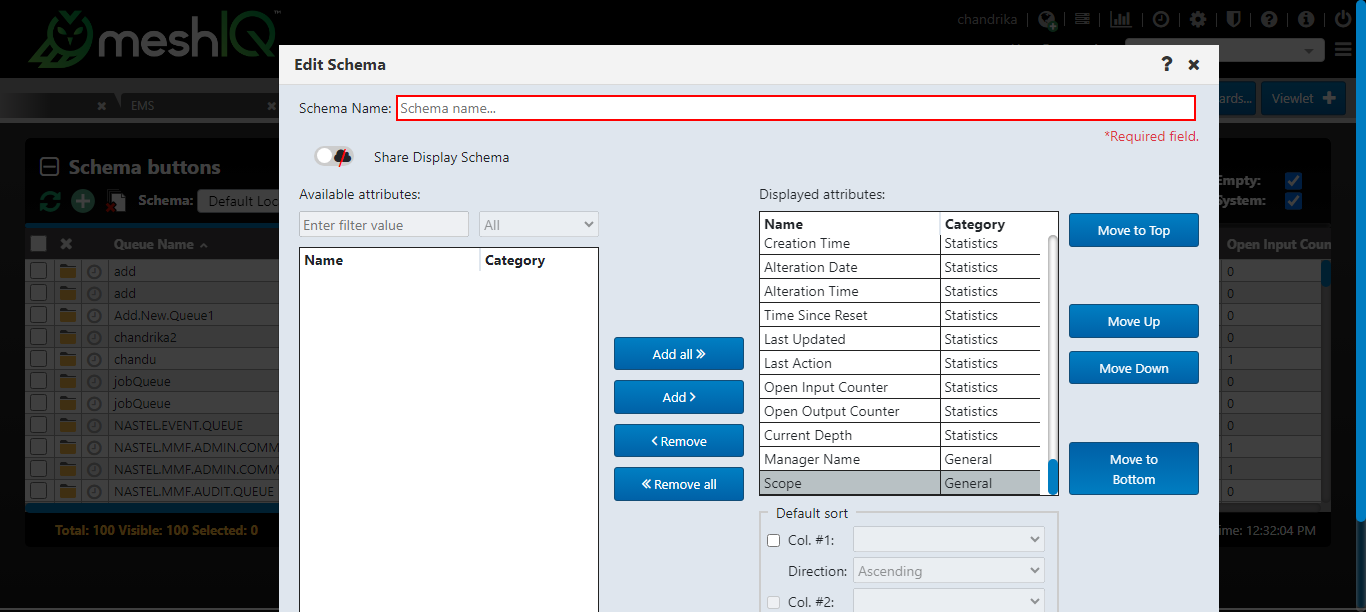 meshIQ™
chandrika
EMS
ards...
Viewlet
Edit Schema
Schema Name:
Schema name...
*Required field.
Share Display Schema
Available attributes:
Displayed attributes:
Enter filter value
All
Name Category
Name Category
Creation Time Statistics
Alteration Date Statistics
Alteration Time Statistics
Time Since Reset Statistics
Last Updated Statistics
Last Action Statistics
Open Input Counter Statistics
Open Output Counter Statistics
Current Depth Statistics
Manager Name General
Scope General
Add all
Add
Remove
Remove all
Move to Top
Move Up
Move Down
Move to
Bottom
Default sort
Col. #1:
Direction: Ascending
Col. #2:
Schema buttons
Schema: Default Loc
Empty:
System:
Queue Name
Open Input Coun
add 0
add 0
Add.New.Queue1 0
chandrika2 0
chandu 1
jobQueue 0
jobQueue 0
NASTEL.EVENT.QUEUE 0
NASTEL.MMF.ADMIN.COMM 1
NASTEL.MMF.ADMIN.COMM 1
NASTEL.MMF.AUDIT.QUEUE 0
Total: 100 Visible: 100 Selected: 0
ime: 12:32:04 PM